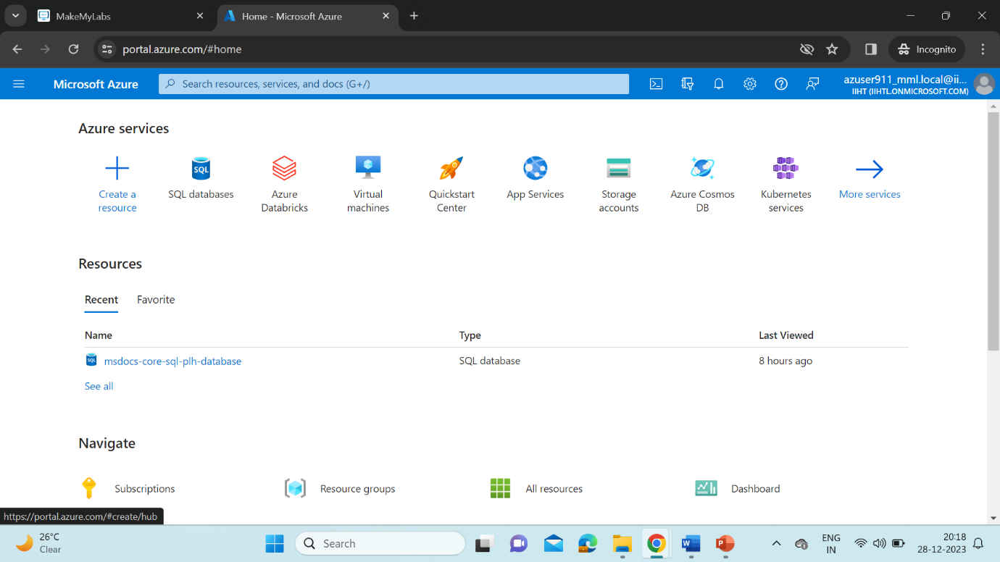 MakeMyLabs
Home - Microsoft Azure
portal.azure.com/#home
Incognito
Microsoft Azure
Search resources, services, and docs (G+/)
azuser911_mml.local@ii...
IIHT (IIHTL.ONMICROSOFT.COM)
Azure services
Create a
resource
SQL
SQL databases
Azure
Databricks
Virtual
machines
Quickstart
Center
App Services
Storage
accounts
Azure Cosmos
DB
Kubernetes
services
More services
Resources
Recent
Favorite
Name
Type
Last Viewed
SQL
msdocs-core-sql-plh-database
SQL database
8 hours ago
See all
Navigate
Subscriptions
Resource groups
All resources
Dashboard
https://portal.azure.com/#create/hub
26°C
Clear
Search
W
P
ENG
IN
20:18
28-12-2023